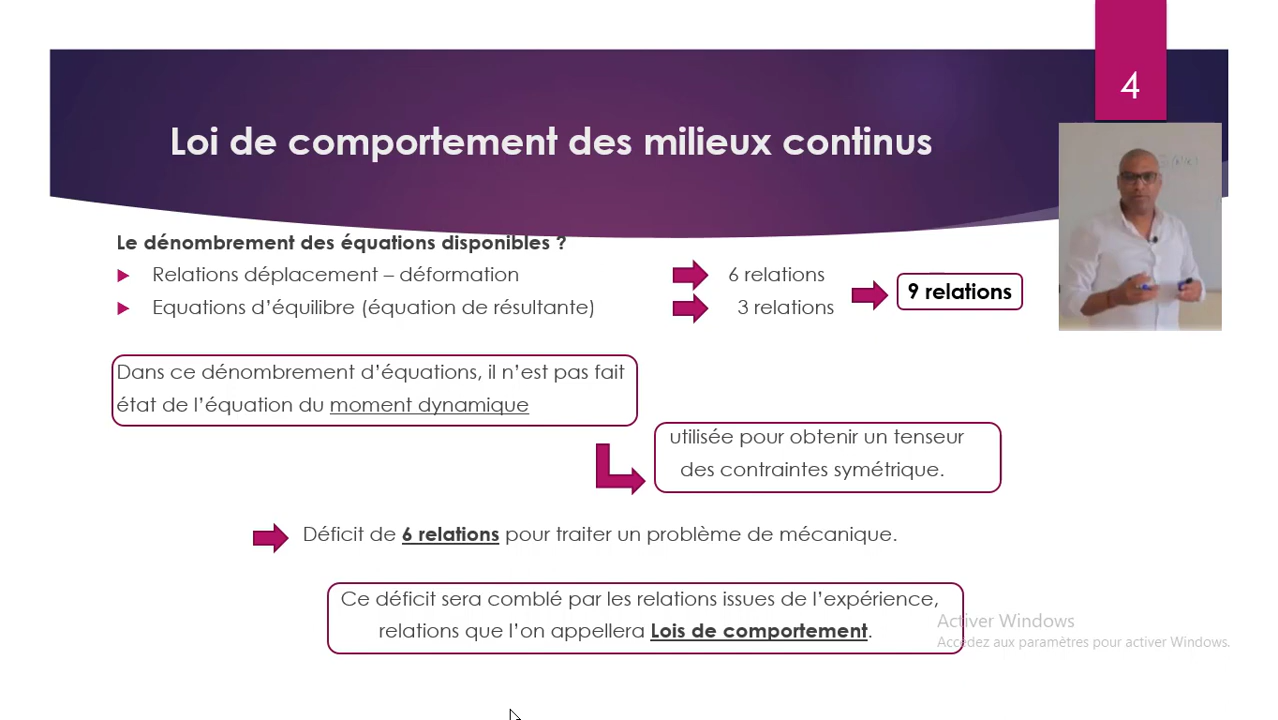 4
Loi de comportement des milieux continus
Le dénombrement des équations disponibles ?
Relations déplacement – déformation
6 relations
Equations d'équilibre (équation de résultante)
3 relations
9 relations
Dans ce dénombrement d'équations, il n'est pas fait
état de l'équation du moment dynamique
utilisée pour obtenir un tenseur
des contraintes symétrique.
Déficit de 6 relations pour traiter un problème de mécanique.
Ce déficit sera comblé par les relations issues de l'expérience,
relations que l'on appellera Lois de comportement.
Activer Windows
Accédez aux paramètres pour activer Windows.